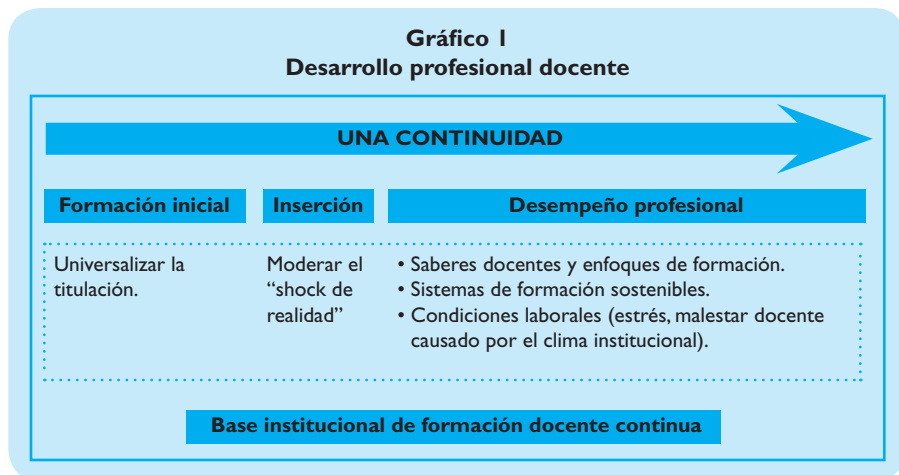 Gráfico 1
Desarrollo profesional docente
UNA CONTINUIDAD
Formación inicial
Inserción
Desempeño profesional
Universalizar la
titulación.
Moderar el
“shock de
realidad”
• Saberes docentes y enfoques de formación.
• Sistemas de formación sostenibles.
• Condiciones laborales (estrés, malestar docente
causado por el clima institucional).
Base institucional de formación docente continua